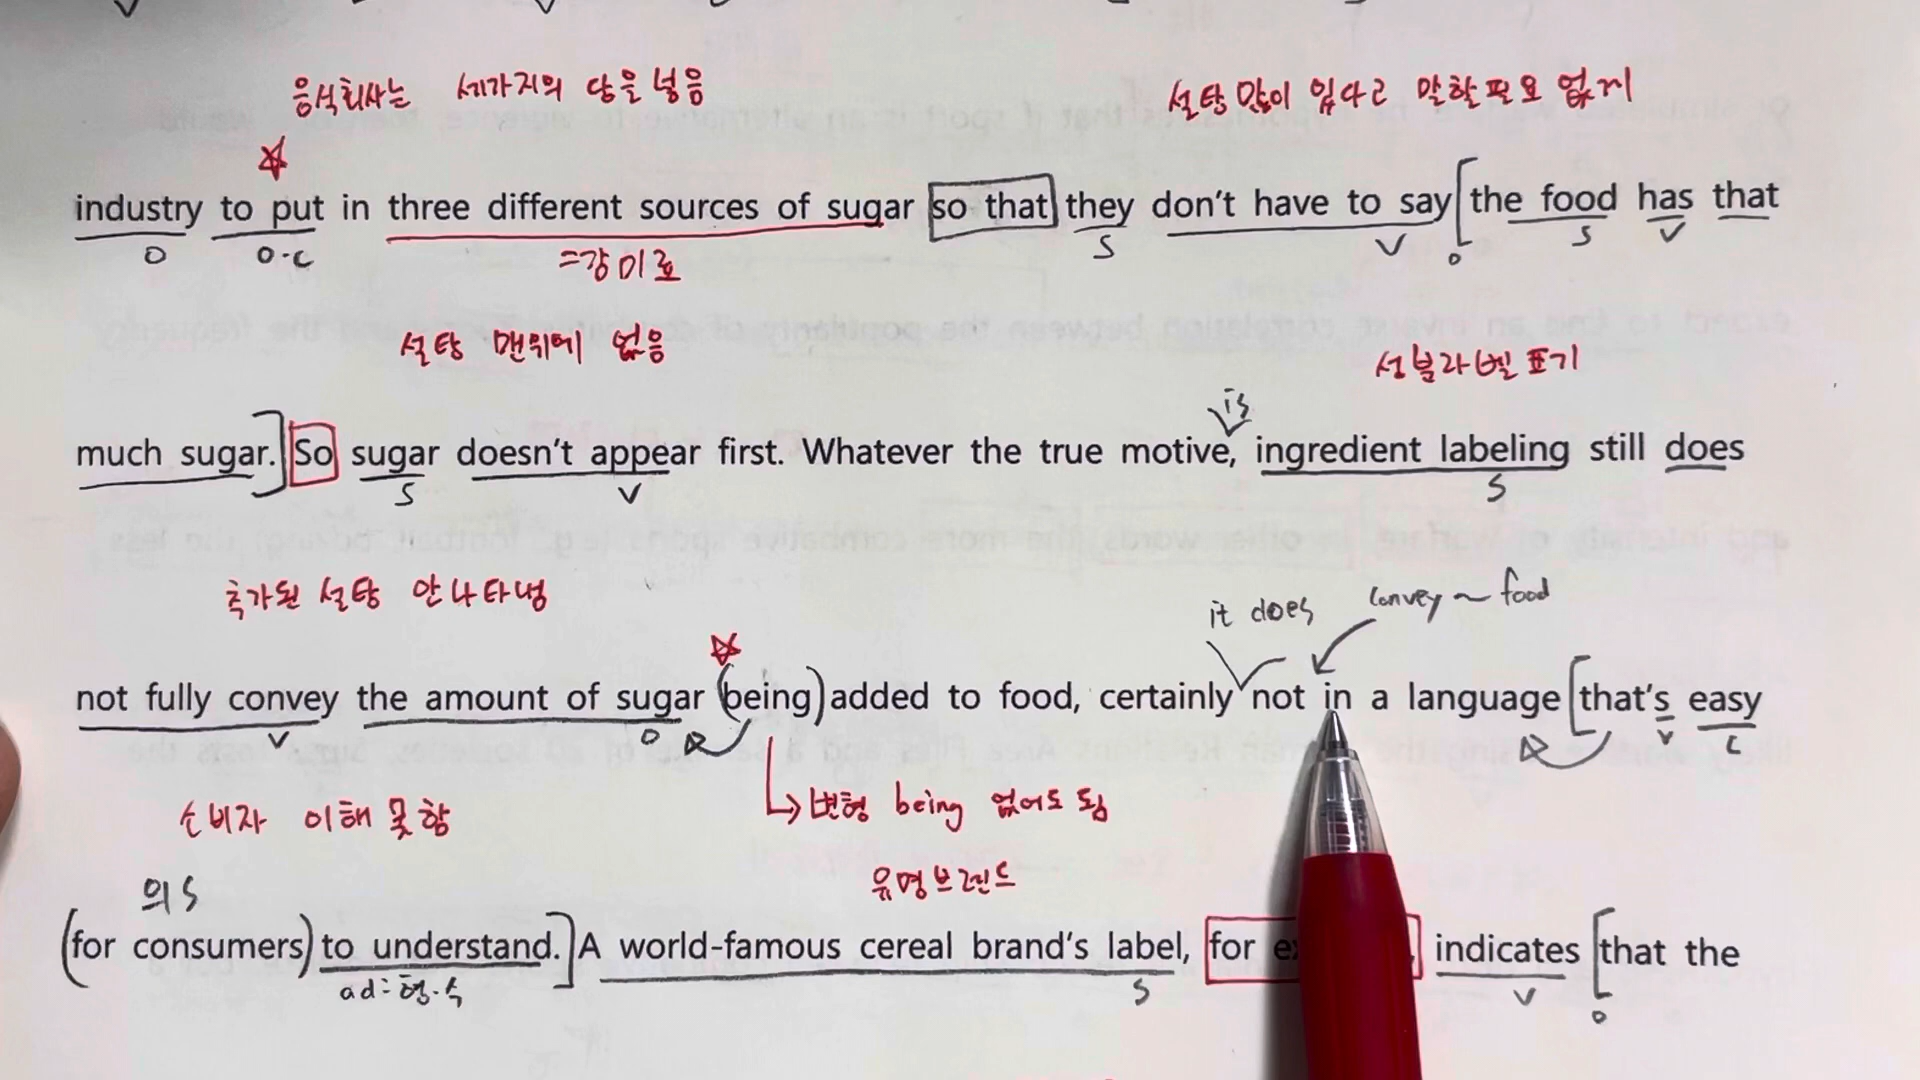 음식회사는 세가지의 당을 넣음 설탕 많이 있다고 말할필요 없게
industry to put in three different sources of sugar so that they don't have to say the food has that
O O·C S V O S V
=감미료
설탕 맨위에 없음 성분라벨 표기
is
much sugar. So sugar doesn't appear first. Whatever the true motive, ingredient labeling still does
S V S
추가된 설탕 안나타냄 it does convey ~ food
not fully convey the amount of sugar (being) added to food, certainly not in a language that's easy
V O V C
소비자 이해 못함 변형 being 없어도 됨
의S 유명브랜드
(for consumers) to understand. A world-famous cereal brand's label, for indicates that the
ad: 형·수 S V O